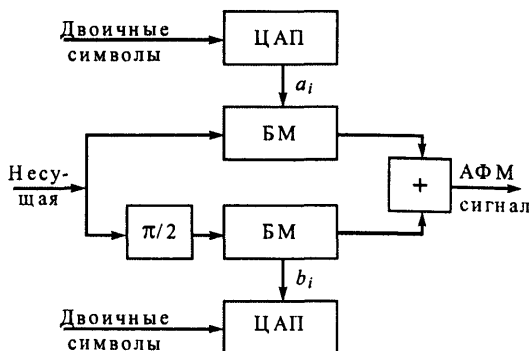 Двоичные
символы
ЦАП
a_i
БМ
Несу-
щая
+
АФМ
сигнал
π/2
БМ
b_i
Двоичные
символы
ЦАП